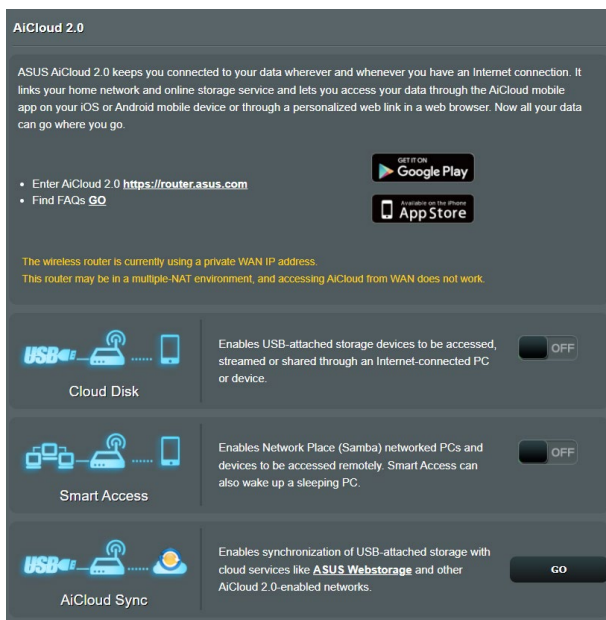 AiCloud 2.0
ASUS AiCloud 2.0 keeps you connected to your data wherever and whenever you have an Internet connection. It
links your home network and online storage service and lets you access your data through the AiCloud mobile
app on your iOS or Android mobile device or through a personalized web link in a web browser. Now all your data
can go where you go.
• Enter AiCloud 2.0 https://router.asus.com
• Find FAQs GO
GET IT ON
Google Play
Available on the iPhone
App Store
The wireless router is currently using a private WAN IP address.
This router may be in a multiple-NAT environment, and accessing AiCloud from WAN does not work.
USB
Cloud Disk
Enables USB-attached storage devices to be accessed,
streamed or shared through an Internet-connected PC
or device.
OFF
Smart Access
Enables Network Place (Samba) networked PCs and
devices to be accessed remotely. Smart Access can
also wake up a sleeping PC.
OFF
USB
AiCloud Sync
Enables synchronization of USB-attached storage with
cloud services like ASUS Webstorage and other
AiCloud 2.0-enabled networks.
GO